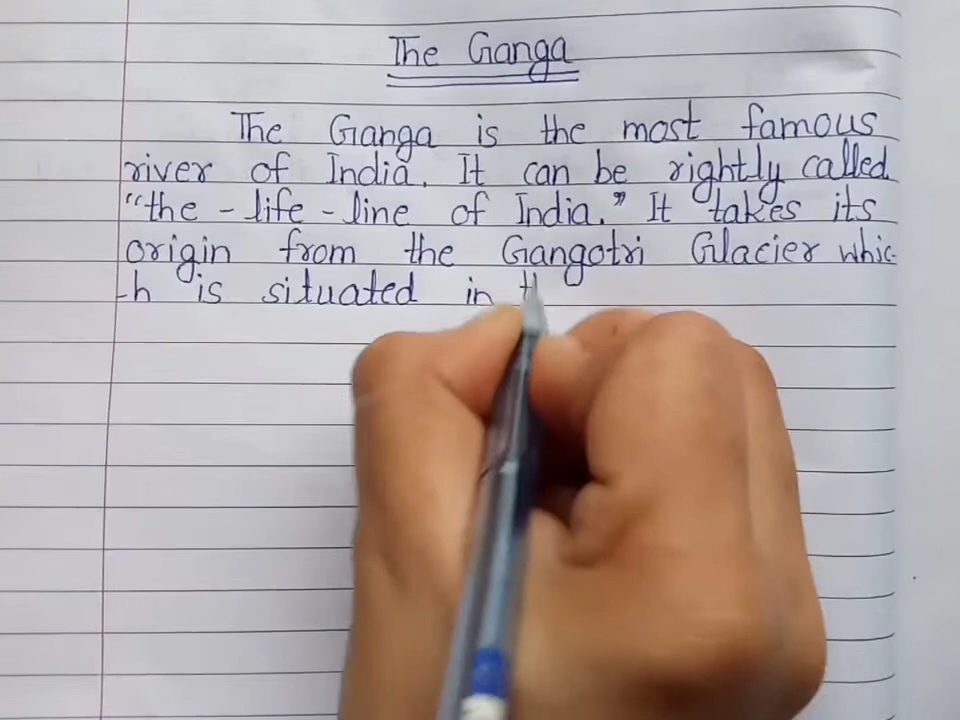 The Ganga
The Ganga is the most famous
river of India. It can be rightly called
"the - life - line of India." It takes its
origin from the Gangotri Glacier whic-
-h is situated in